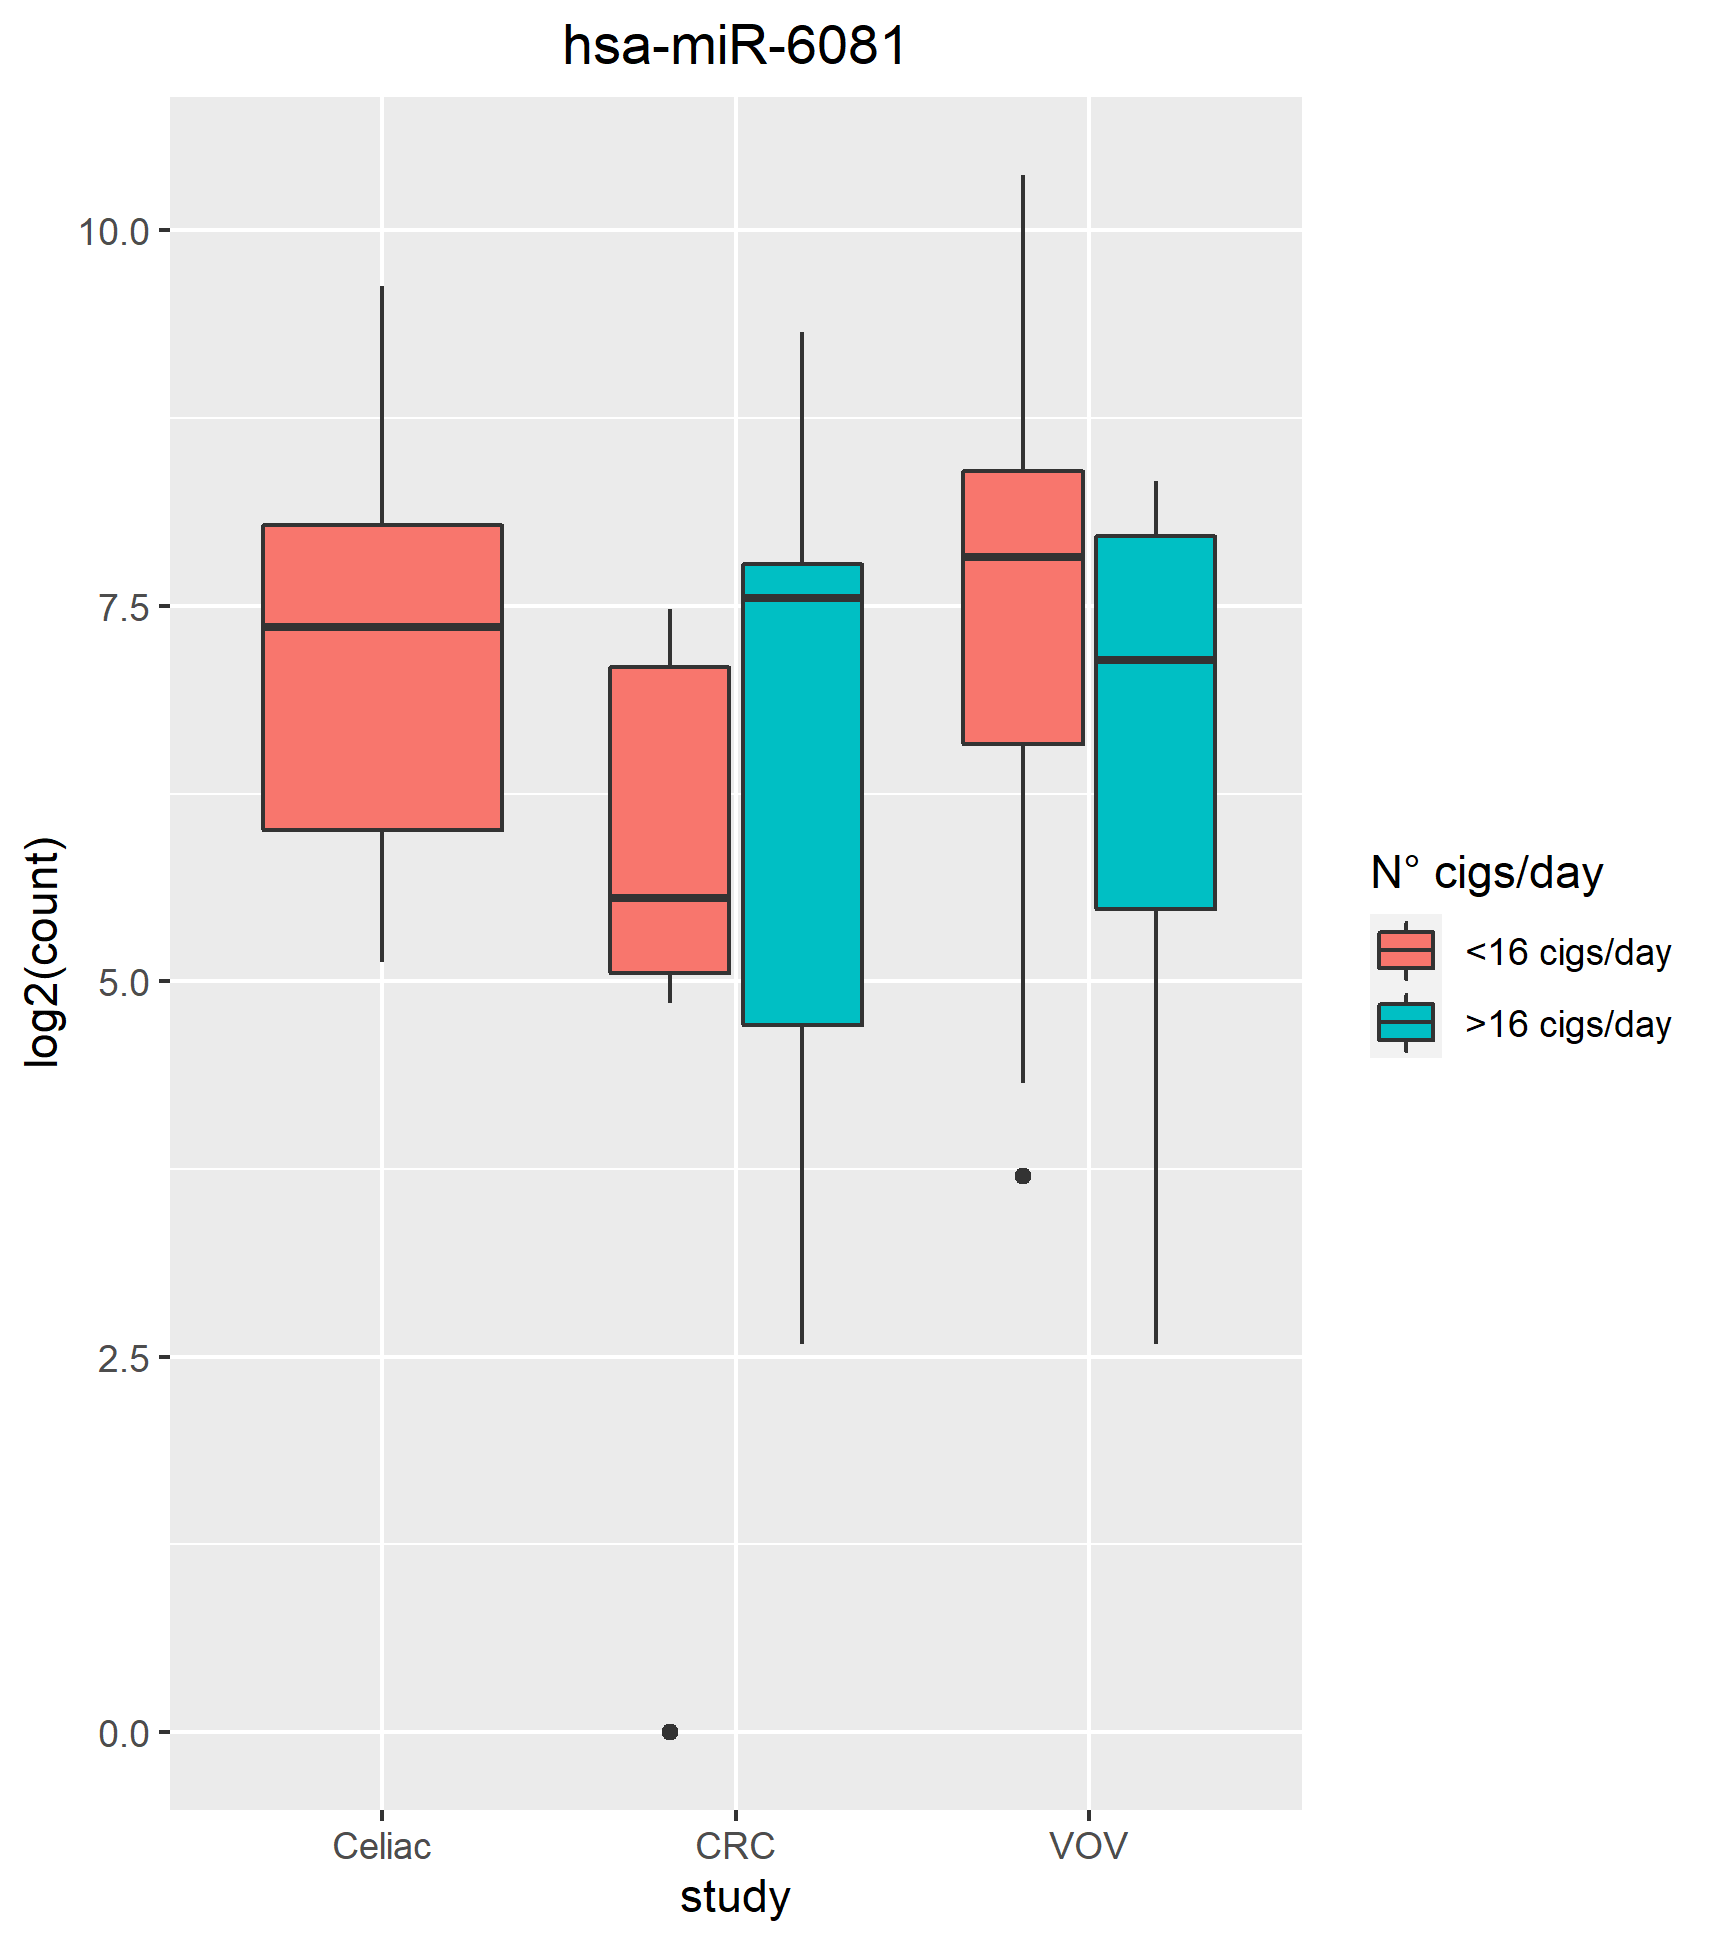 hsa-miR-6081
10.0
7.5
5.0
2.5
0.0
log2(count)
Celiac
CRC
VOV
study
N° cigs/day
<16 cigs/day
>16 cigs/day